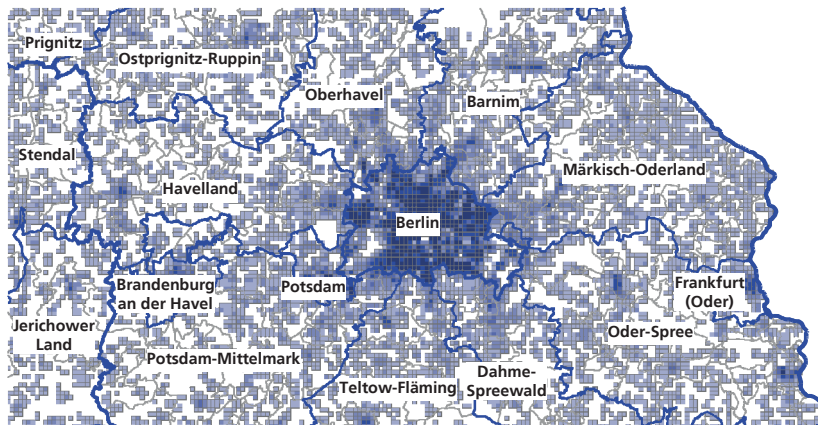 Prignitz
Ostprignitz-Ruppin
Oberhavel
Barnim
Stendal
Havelland
Märkisch-Oderland
Berlin
Brandenburg
an der Havel
Potsdam
Frankfurt
(Oder)
Jerichower
Land
Oder-Spree
Potsdam-Mittelmark
Teltow-Fläming
Dahme-
Spreewald